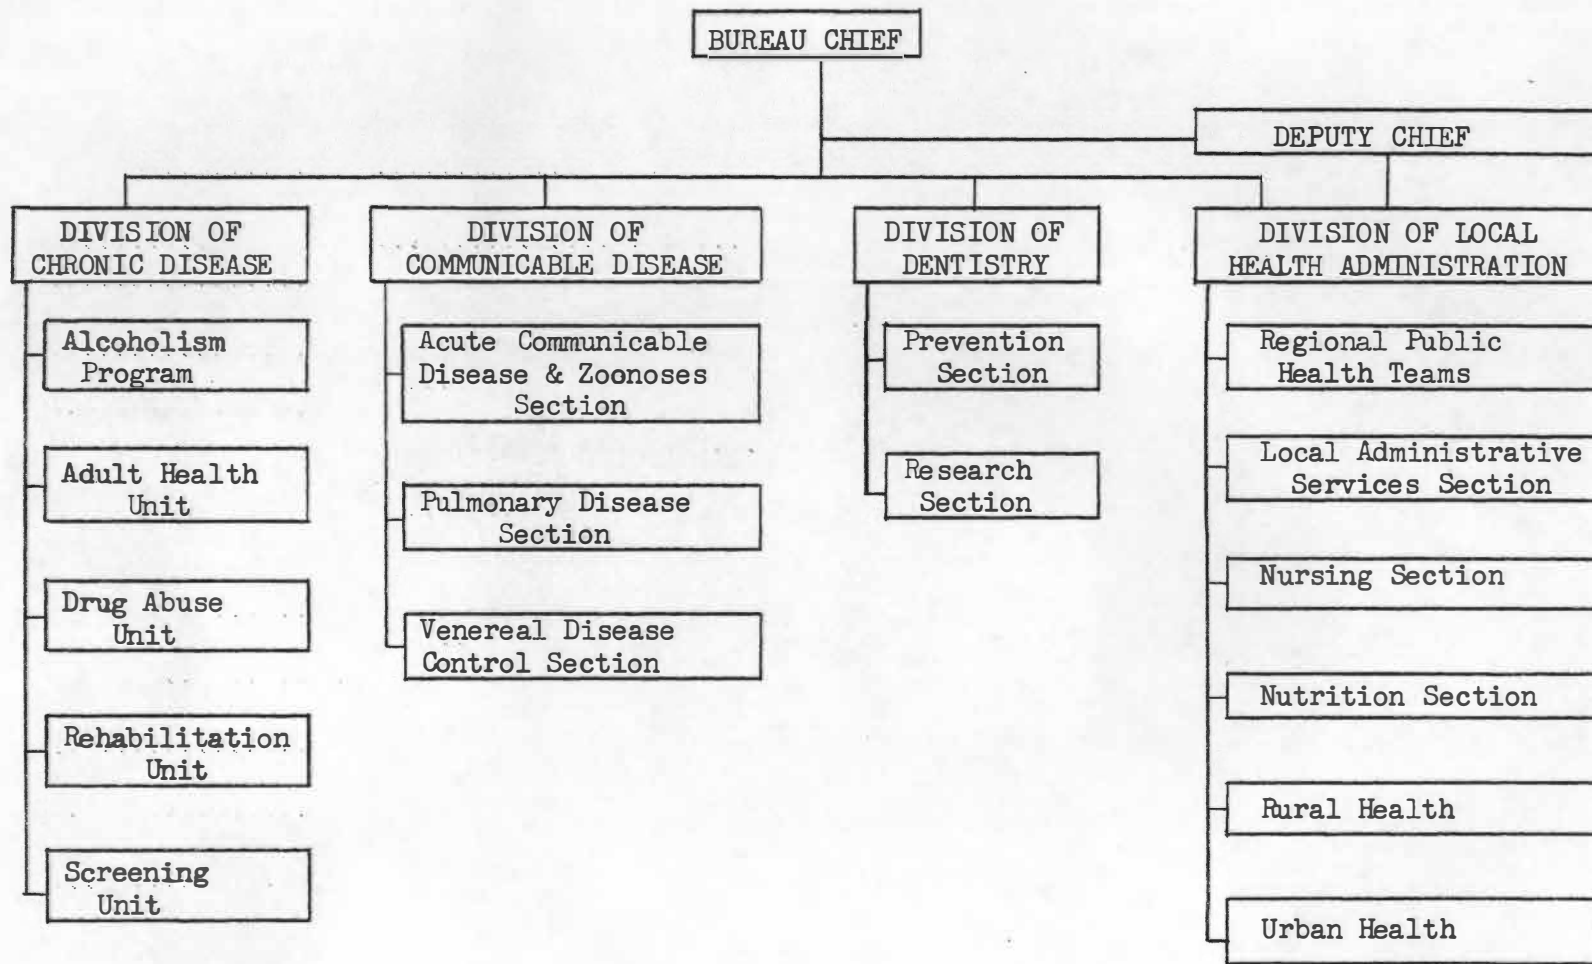 BUREAU CHIEF
DEPUTY CHIEF
DIVISION OF
CHRONIC DISEASE
Alcoholism
Program
Adult Health
Unit
Drug Abuse
Unit
Rehabilitation
Unit
Screening
Unit
DIVISION OF
COMMUNICABLE DISEASE
Acute Communicable
Disease & Zoonoses
Section
Pulmonary Disease
Section
Venereal Disease
Control Section
DIVISION OF
DENTISTRY
Prevention
Section
Research
Section
DIVISION OF LOCAL
HEALTH ADMINISTRATION
Regional Public
Health Teams
Local Administrative
Services Section
Nursing Section
Nutrition Section
Rural Health
Urban Health